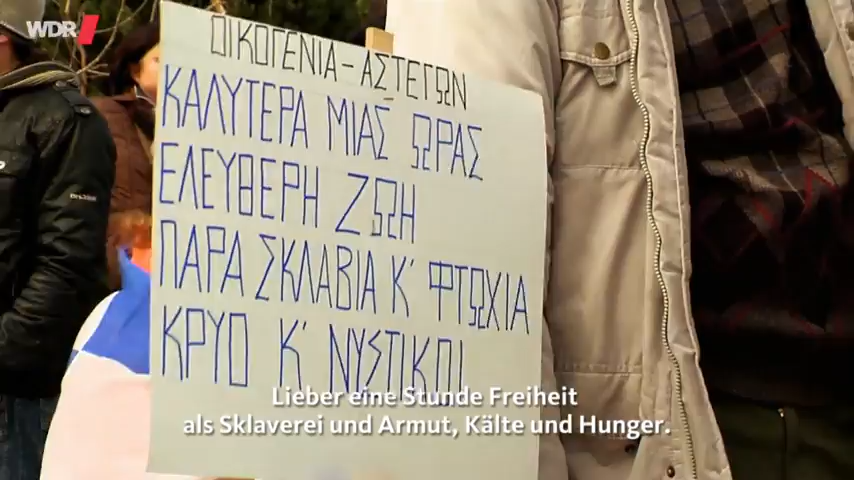 WDR
ΟΙΚΟΓΕΝΙΑ-ΑΣΤΕΓΩΝ
ΚΑΛΥΤΕΡΑ ΜΙΑΣ ΩΡΑΣ
ΕΛΕΥΘΕΡΗ ΖΩΗ
ΠΑΡΑ ΣΚΛΑΒΙΑ Κ' ΦΤΩΧΙΑ
ΚΡΥΟ Κ' ΝΥΣΤΙΚΟΙ
Lieber eine Stunde Freiheit
als Sklaverei und Armut, Kälte und Hunger.